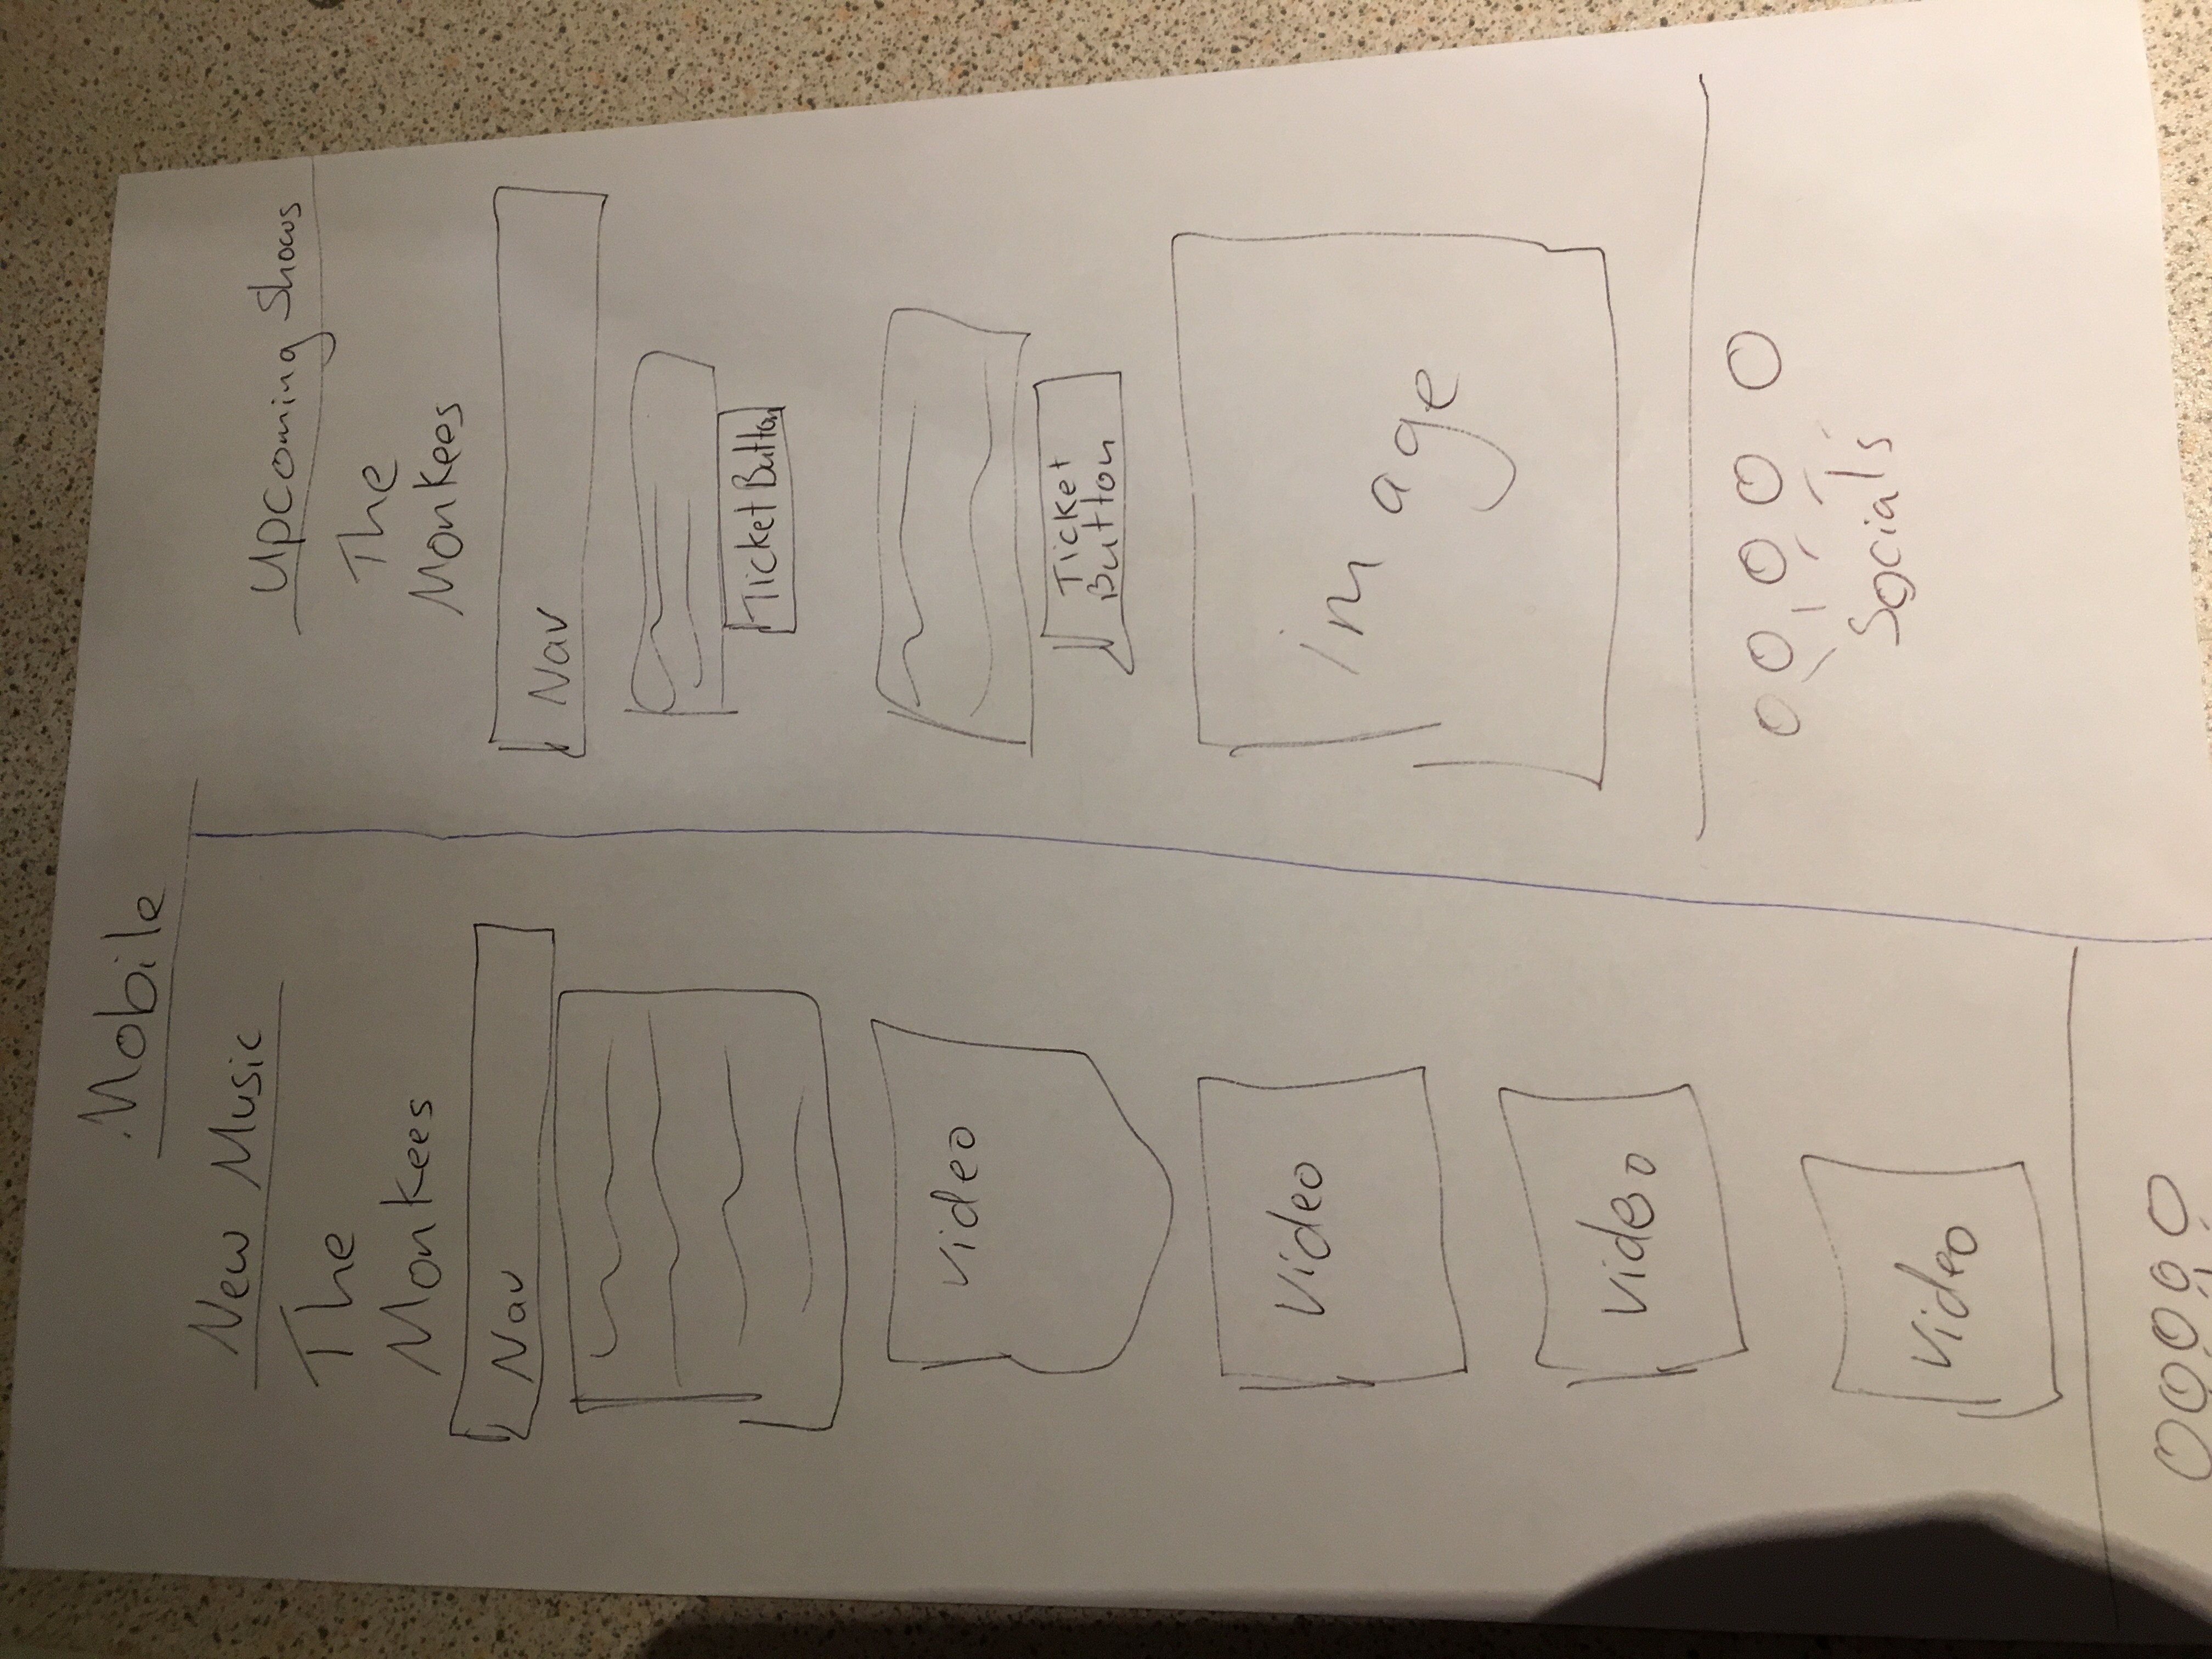 Mobile
New Music
The
Monkees
Nav
Video
Video
Video
Video
Upcoming Shows
The
Monkees
Nav
Ticket Button
Ticket
Button
image
Socials